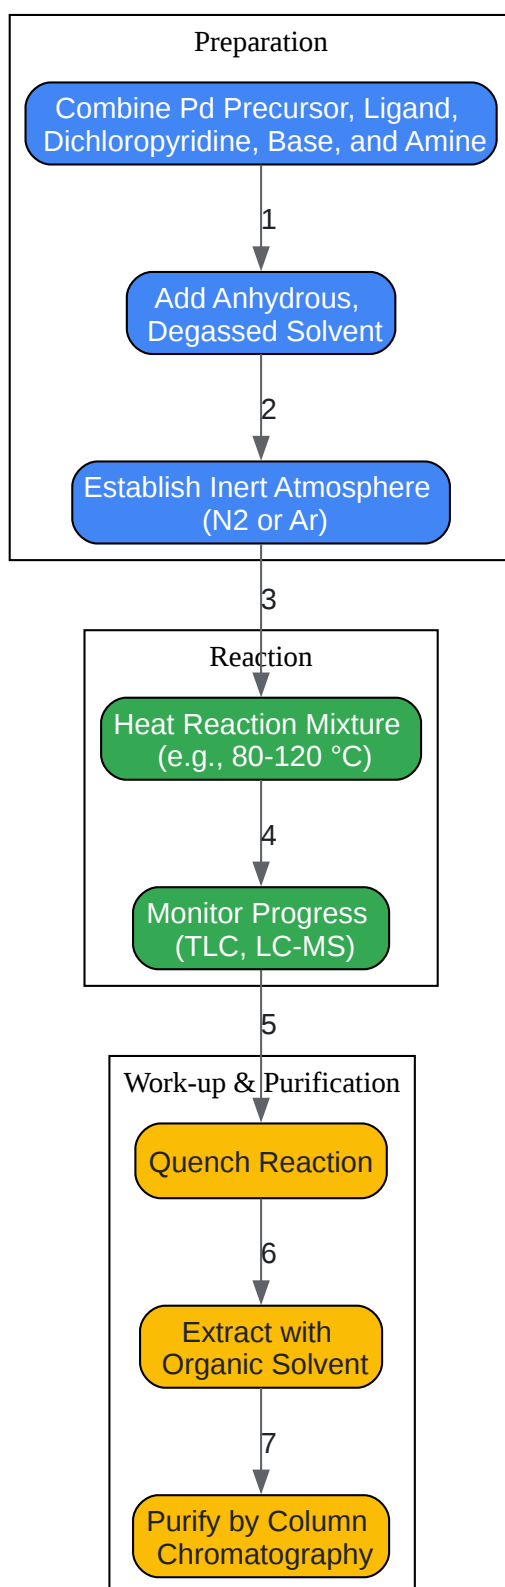 Preparation
Combine Pd Precursor, Ligand,
Dichloropyridine, Base, and Amine
1
Add Anhydrous,
Degassed Solvent
2
Establish Inert Atmosphere
(N2 or Ar)
3
Reaction
Heat Reaction Mixture
(e.g., 80-120 °C)
4
Monitor Progress
(TLC, LC-MS)
5
Work-up & Purification
Quench Reaction
6
Extract with
Organic Solvent
7
Purify by Column
Chromatography